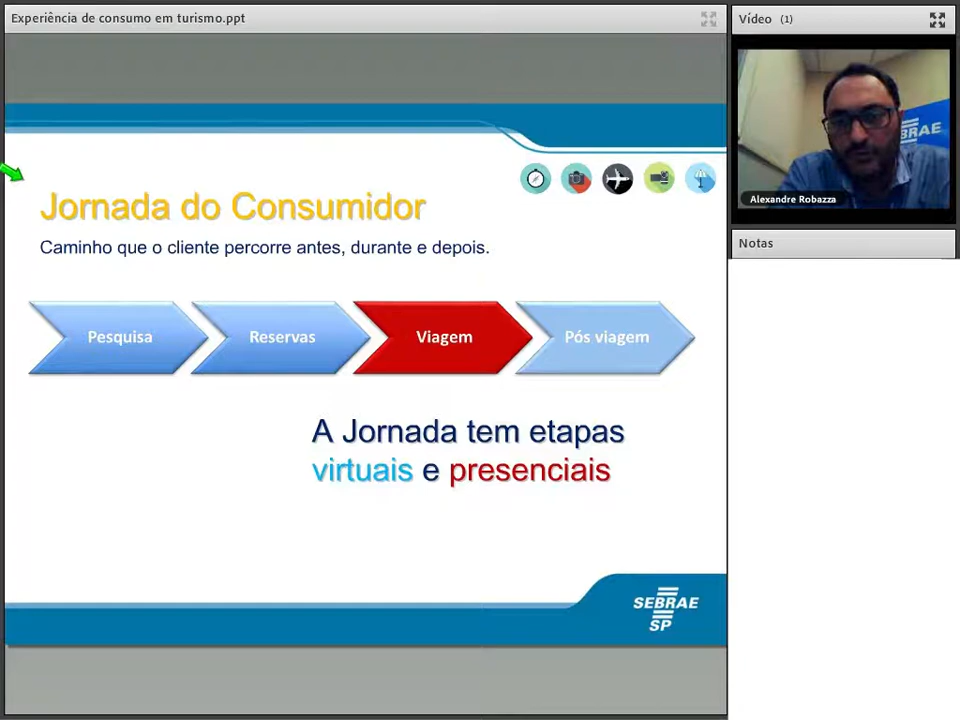 Experiência de consumo em turismo.ppt
Vídeo (1)
SEBRAE
Alexandre Robazza
Notas
Jornada do Consumidor
Caminho que o cliente percorre antes, durante e depois.
Pesquisa
Reservas
Viagem
Pós viagem
A Jornada tem etapas
virtuais e presenciais
SEBRAE
SP